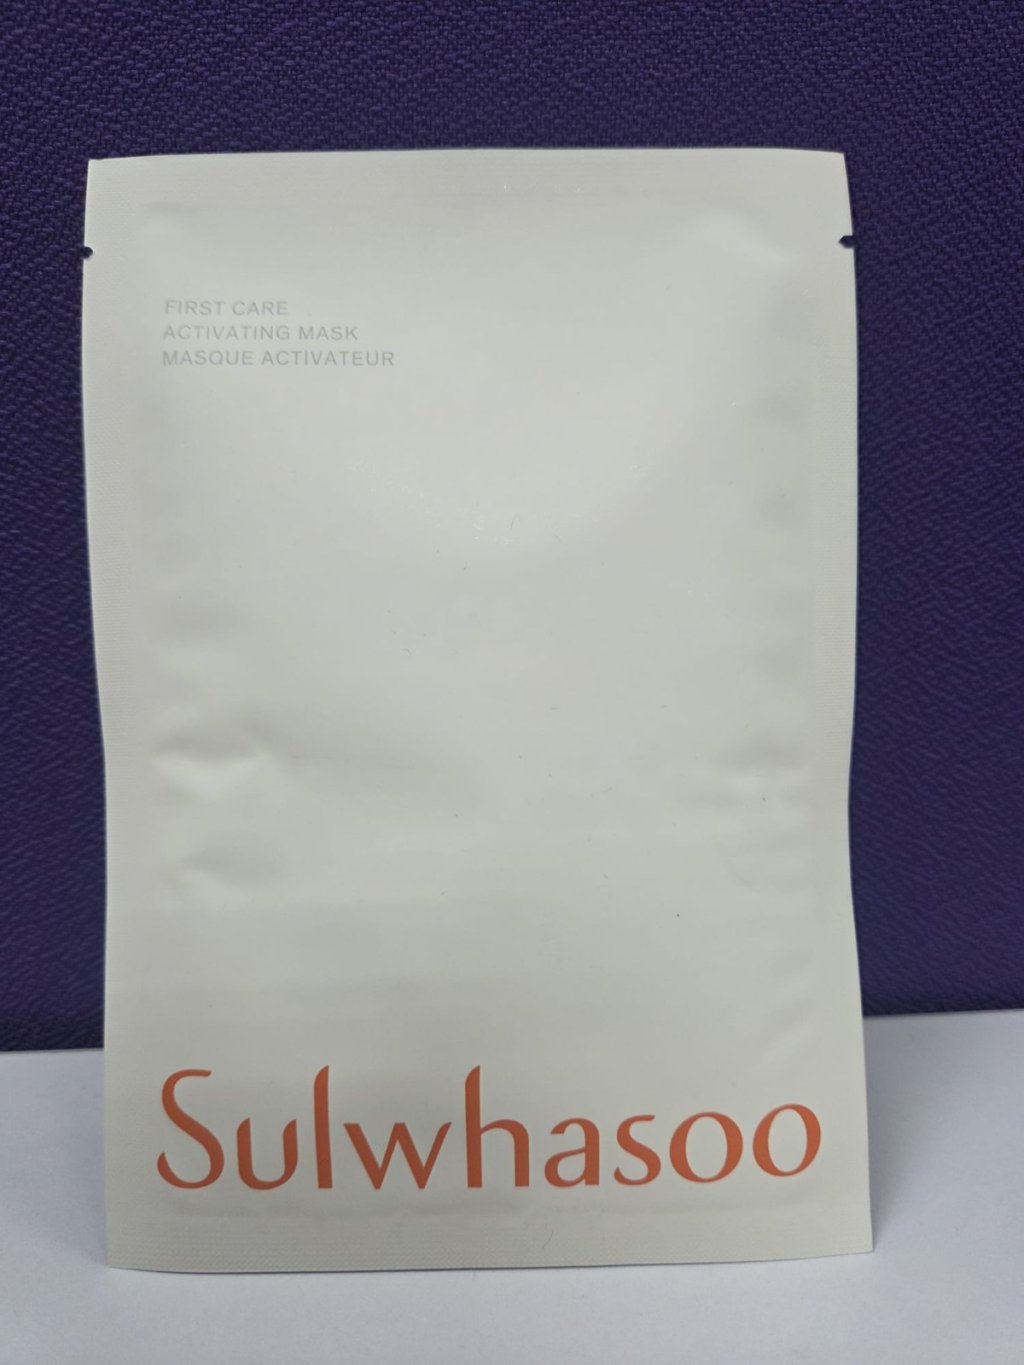 FIRST CARE
ACTIVATING MASK
MASQUE ACTIVATEUR
Sulwhasoo